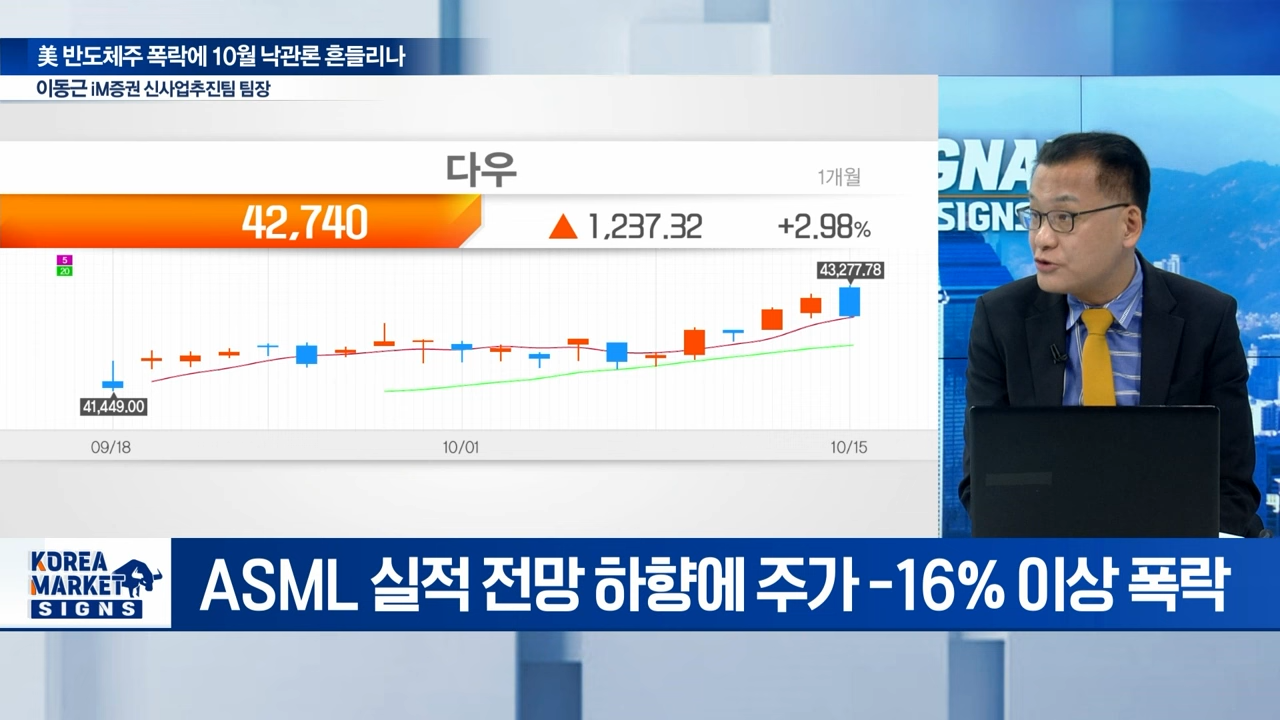 美 반도체주 폭락에 10월 낙관론 흔들리나
이동근 iM증권 신사업추진팀 팀장
다우
1개월
42,740 ▲ 1,237.32 +2.98%
5
20
43,277.78
41,449.00
09/18 10/01 10/15
SIGNS
KOREA
MARKET
SIGNS
ASML 실적 전망 하향에 주가 -16% 이상 폭락